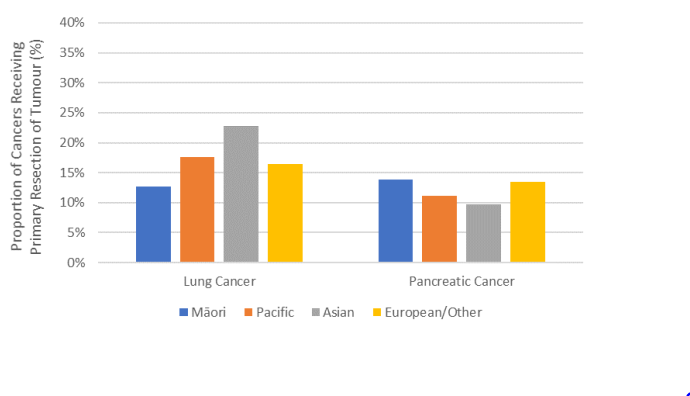 Proportion of Cancers Receiving
Primary Resection of Tumour (%)
40%
35%
30%
25%
20%
15%
10%
5%
0%
Lung Cancer
Pancreatic Cancer
Māori
Pacific
Asian
European/Other